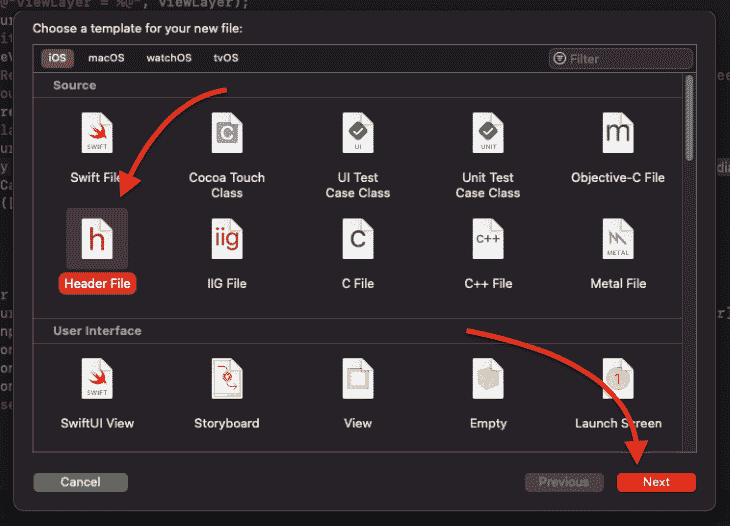 @"viewLayer = %@", viewLayer);
Choose a template for your new file:
iOS macOS watchOS tvOS Filter
Source
SWIFT C UI UNIT m
Swift File Cocoa Touch Class UI Test Case Class Unit Test Case Class Objective-C File
h iig C C++ METAL
Header File IIG File C File C++ File Metal File
User Interface
SWIFT 1
SwiftUI View Storyboard View Empty Launch Screen
Cancel Previous Next